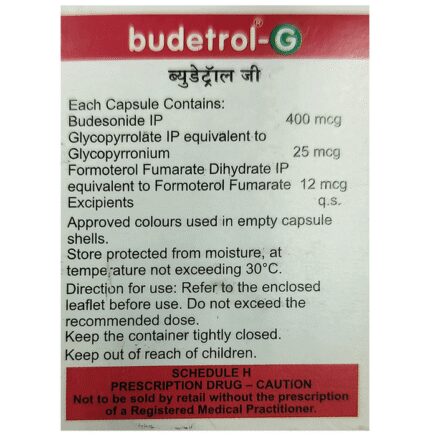 budetrol®-G
ब्युडेट्रॉल जी
Each Capsule Contains:
Budesonide IP 400 mcg
Glycopyrrolate IP equivalent to
Glycopyrronium 25 mcg
Formoterol Fumarate Dihydrate IP
equivalent to Formoterol Fumarate 12 mcg
Excipients q.s.
Approved colours used in empty capsule
shells.
Store protected from moisture, at
temperature not exceeding 30°C.
Direction for use: Refer to the enclosed
leaflet before use. Do not exceed the
recommended dose.
Keep the container tightly closed.
Keep out of reach of children.
SCHEDULE H
PRESCRIPTION DRUG – CAUTION
Not to be sold by retail without the prescription
of a Registered Medical Practitioner.